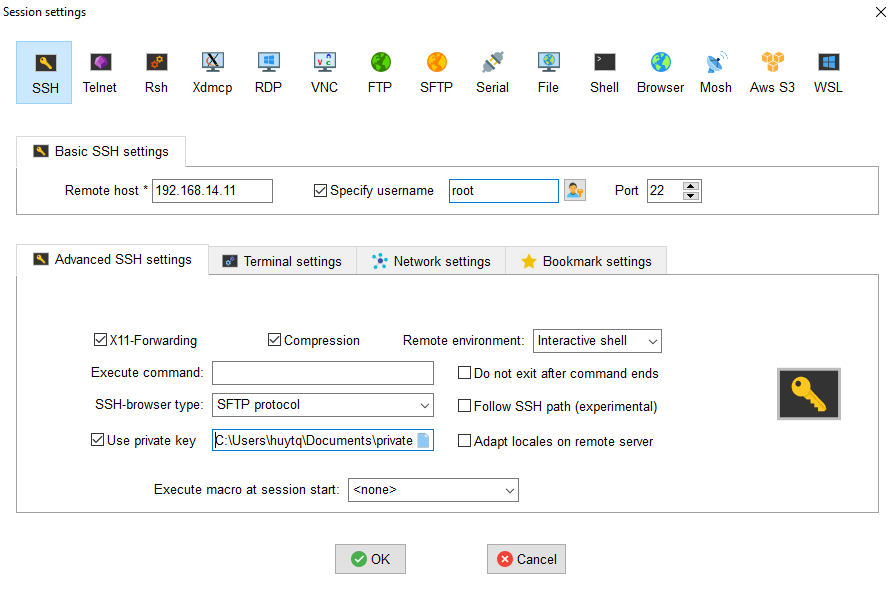 Session settings
SSH Telnet Rsh Xdmcp RDP VNC FTP SFTP Serial File Shell Browser Mosh Aws S3 WSL
Basic SSH settings
Remote host * 192.168.14.11 Specify username root Port 22
Advanced SSH settings Terminal settings Network settings Bookmark settings
X11-Forwarding Compression Remote environment: Interactive shell
Execute command: Do not exit after command ends
SSH-browser type: SFTP protocol Follow SSH path (experimental)
Use private key C:\Users\huytq\Documents\private Adapt locales on remote server
Execute macro at session start: <none>
OK Cancel